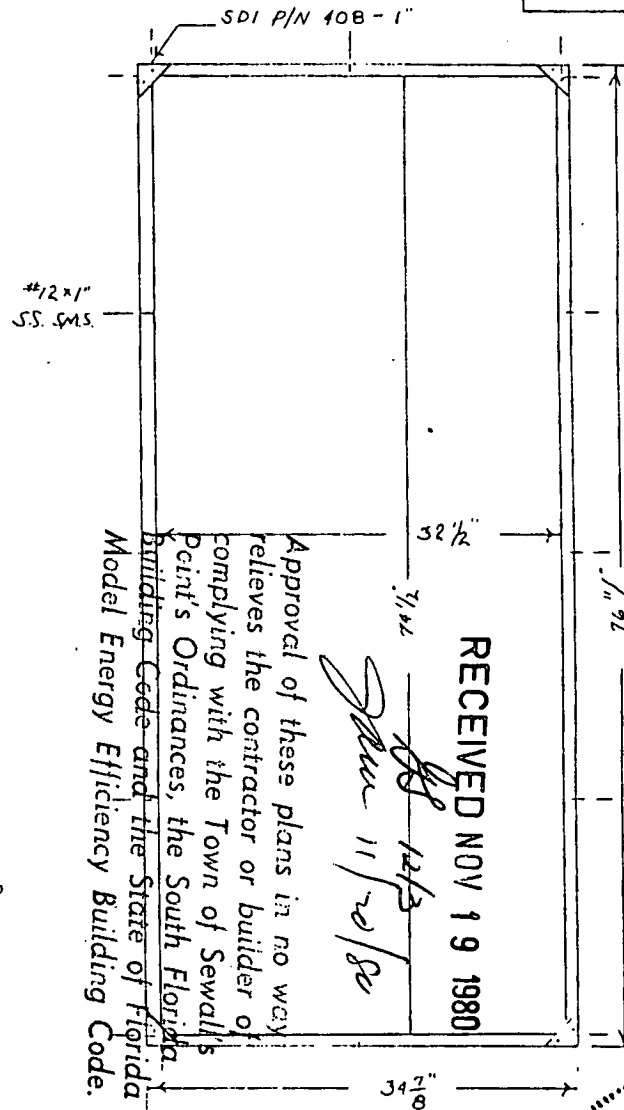 SDI P/N 408 - 1"
#12 x 1"
S.S. SMS.
32 1/2"
74 1/2"
RECEIVED NOV 19 1980
12/3
11/20/80
Approval of these plans in no way
relieves the contractor or builder of
complying with the Town of Sewall's
Point's Ordinances, the South Florida
Building Code and the State of Florida
Model Energy Efficiency Building Code.
34 7/8"